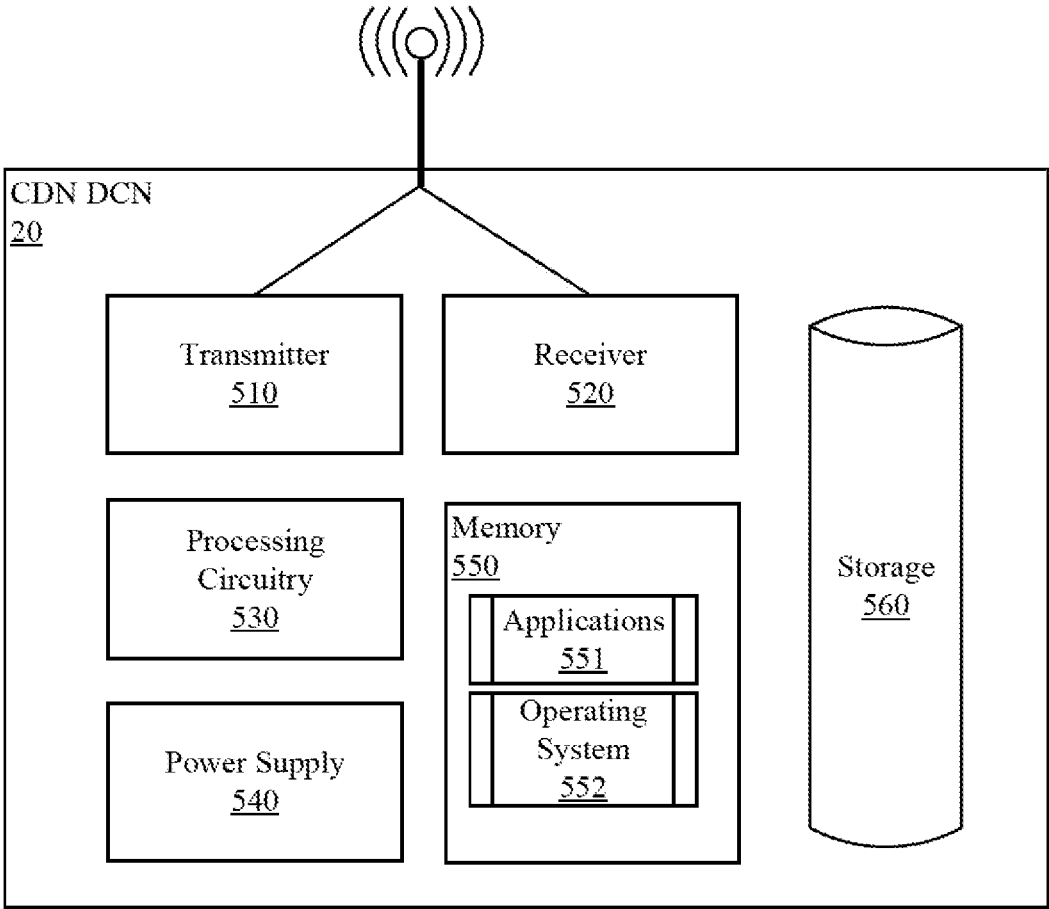 CDN DCN
20
Transmitter
510
Receiver
520
Processing
Circuitry
530
Memory
550
Applications
551
Operating
System
552
Power Supply
540
Storage
560